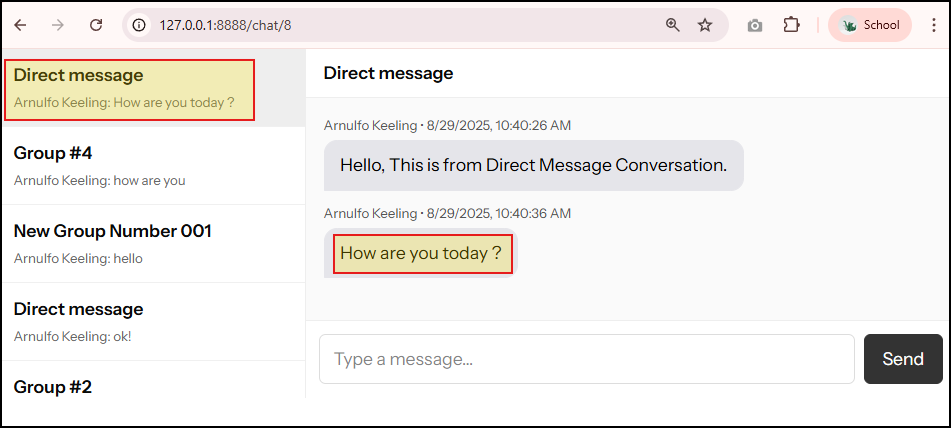 127.0.0.1:8888/chat/8
School
Direct message
Arnulfo Keeling: How are you today ?
Group #4
Arnulfo Keeling: how are you
New Group Number 001
Arnulfo Keeling: hello
Direct message
Arnulfo Keeling: ok!
Group #2
Direct message
Arnulfo Keeling • 8/29/2025, 10:40:26 AM
Hello, This is from Direct Message Conversation.
Arnulfo Keeling • 8/29/2025, 10:40:36 AM
How are you today ?
Type a message...
Send